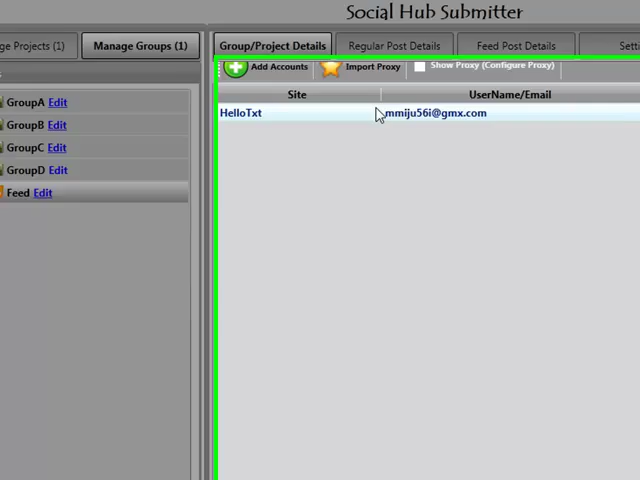 Social Hub Submitter
ge Projects (1) Manage Groups (1) Group/Project Details Regular Post Details Feed Post Details Setti
s
Add Accounts Import Proxy Show Proxy (Configure Proxy)
Site UserName/Email
HelloTxt mmiju56i@gmx.com
GroupA Edit
GroupB Edit
GroupC Edit
GroupD Edit
Feed Edit